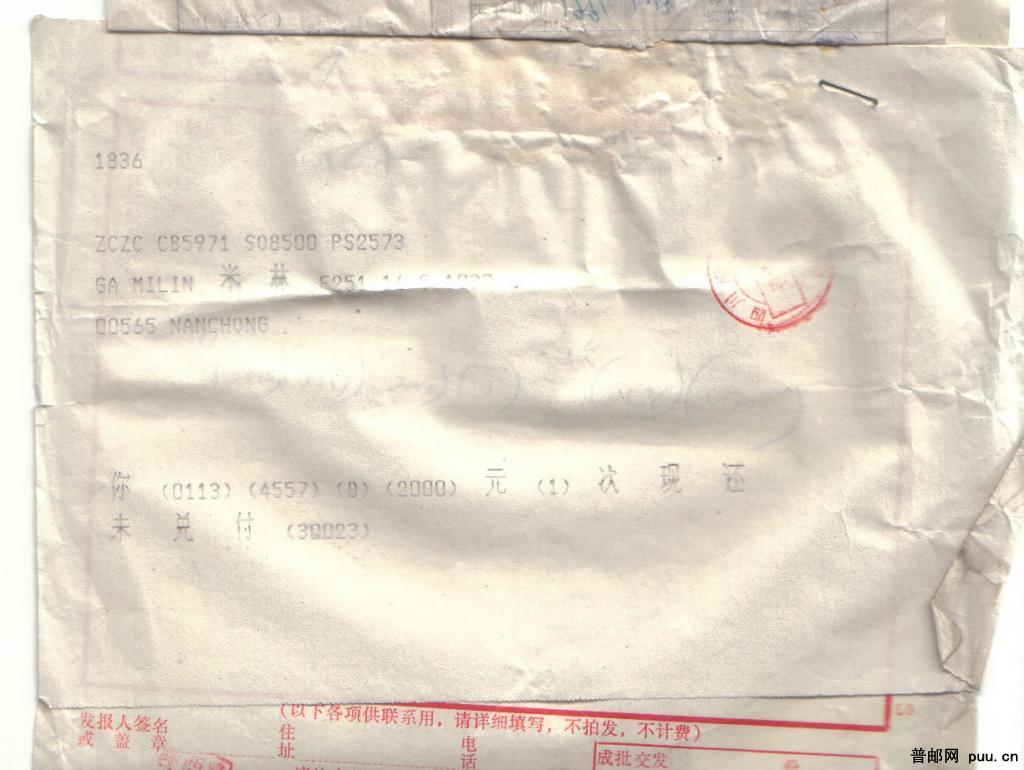 1836
ZCZC CB5971 S08500 PS2573
GA MILIN 米林 5251
00565 NANCHONG
你 (0113) (4557) (0) (2000) 元 (1) 次 现 还
未 兑 付 (30023)
(以下各项供联系用，请详细填写，不拍发，不计费)
发报人签名
或 盖 章
住
址
电
话
成批交发
普邮网 puu.cn